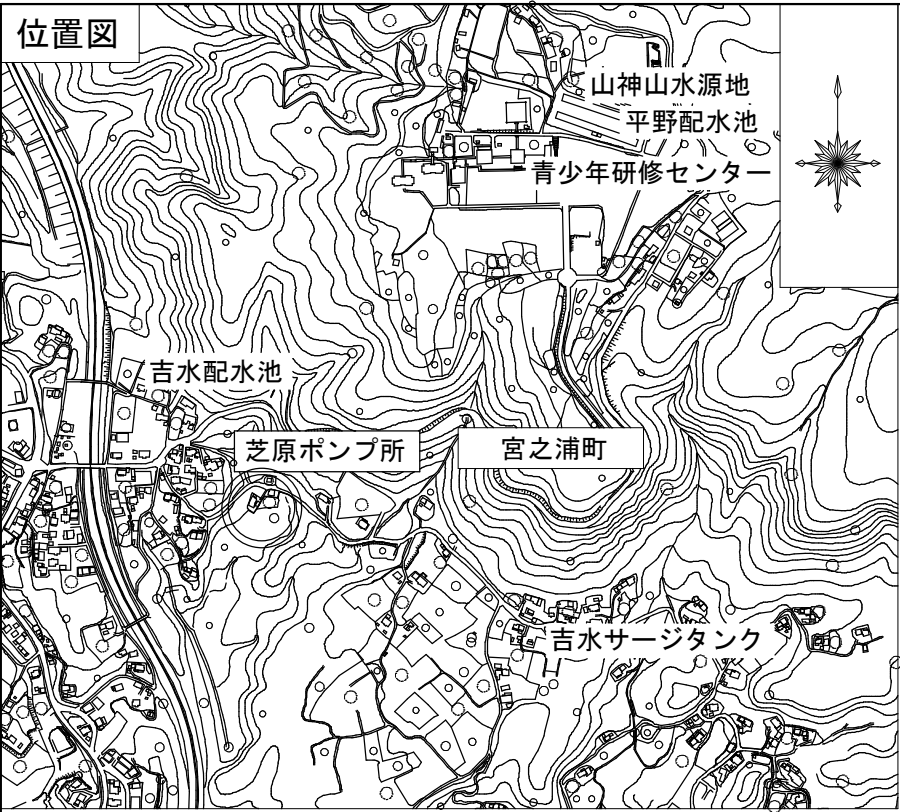 位置図
山神山水源地
平野配水池
青少年研修センター
吉水配水池
芝原ポンプ所
宮之浦町
吉水サージタンク